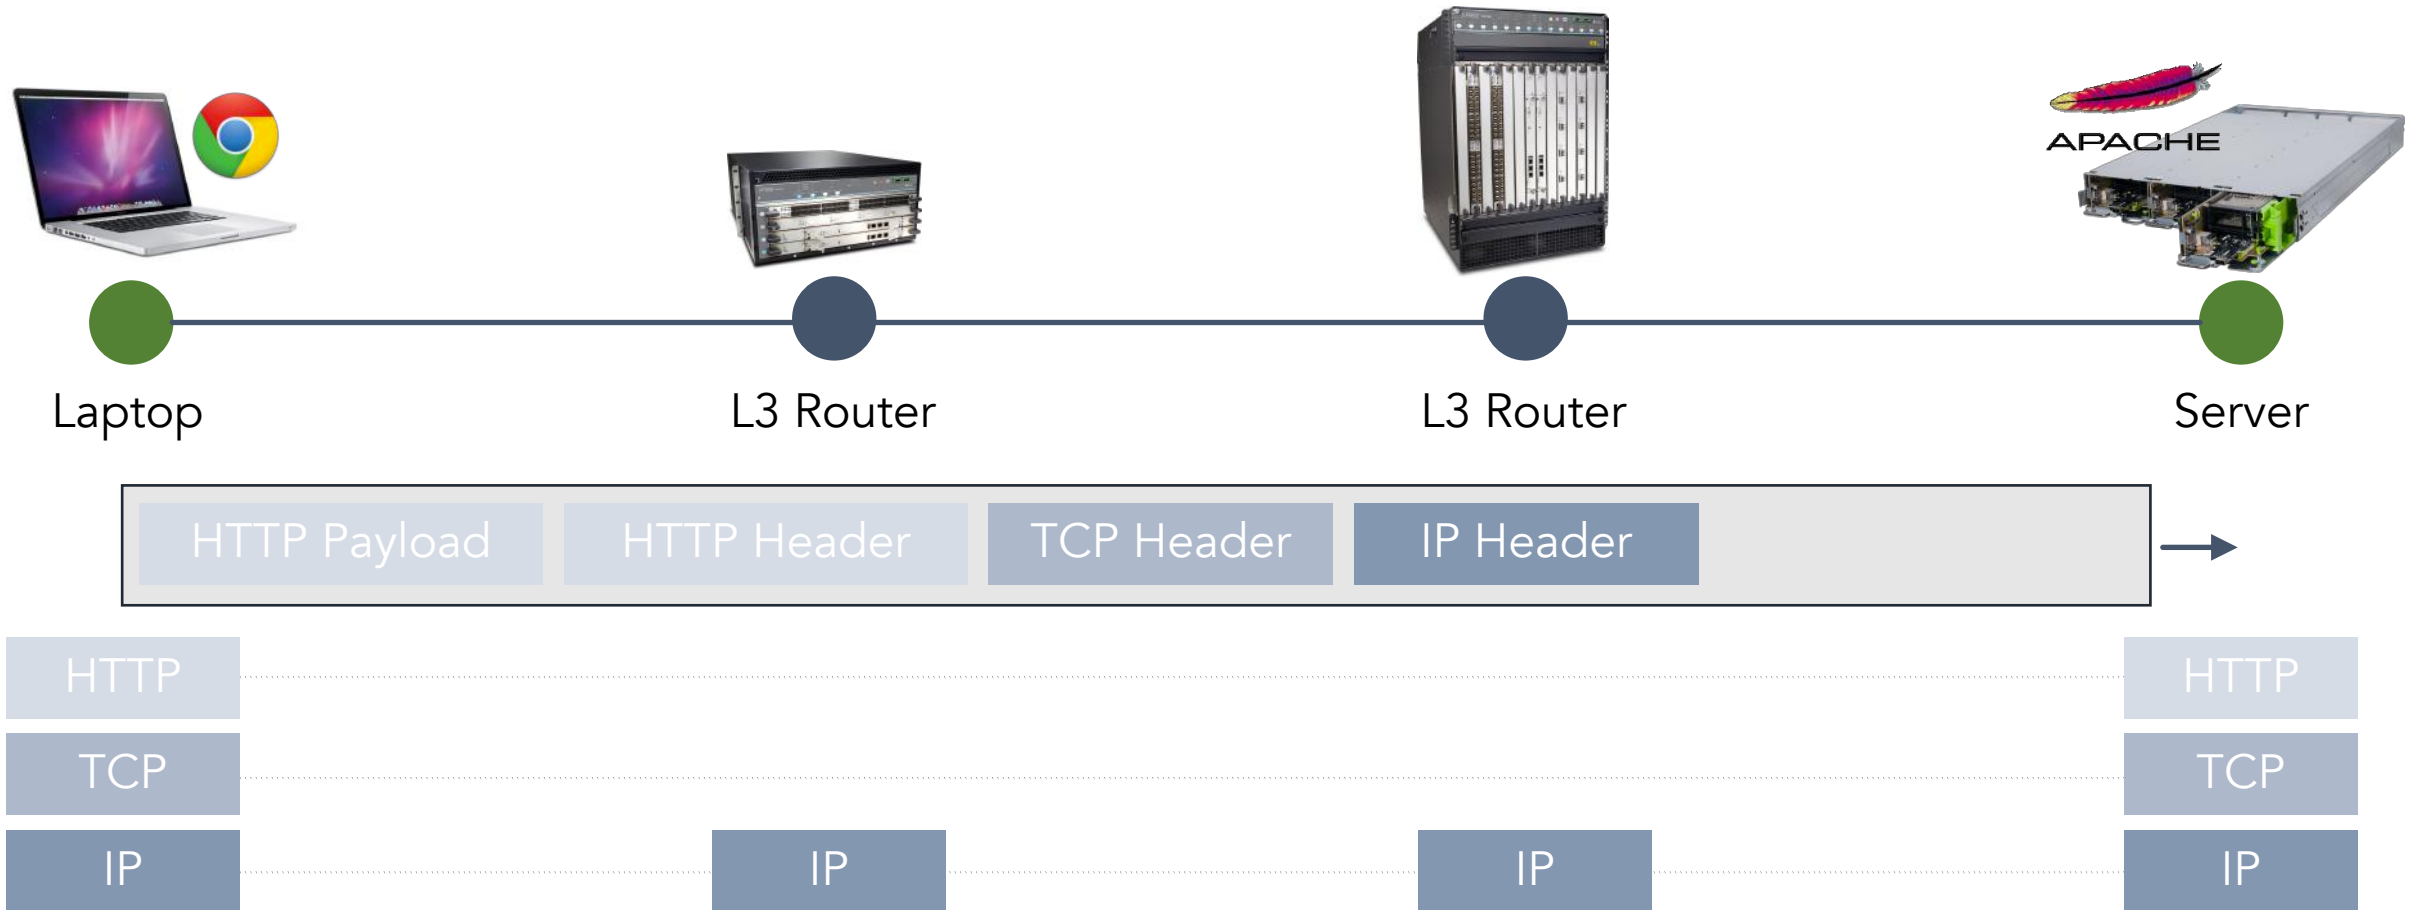 APACHE
Laptop
L3 Router
L3 Router
Server
HTTP Payload
HTTP Header
TCP Header
IP Header
HTTP
HTTP
TCP
TCP
IP
IP
IP
IP